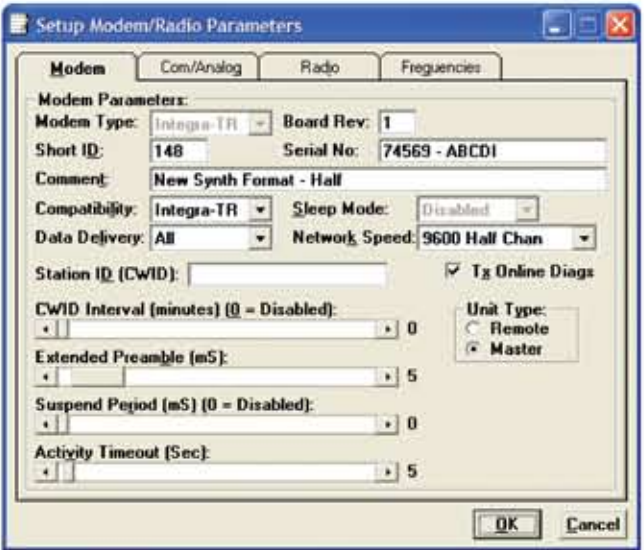 Setup Modem/Radio Parameters
Modem Com/Analog Radio Freguencies
Modem Parameters:
Modem Type: Integra-TR Board Rev: 1
Short ID: 148 Serial No: 74569 - ABCDI
Comment: New Synth Format - Half
Compatibility: Integra-TR Sleep Mode: Disabled
Data Delivery: All Network Speed: 9600 Half Chan
Station ID (CWID): Tx Online Diags
CWID Interval (minutes) (0 = Disabled): Unit Type:
0 Remote
Master
Extended Preamble (mS):
5
Suspend Period (mS) (0 = Disabled):
0
Activity Timeout (Sec):
5
OK Cancel